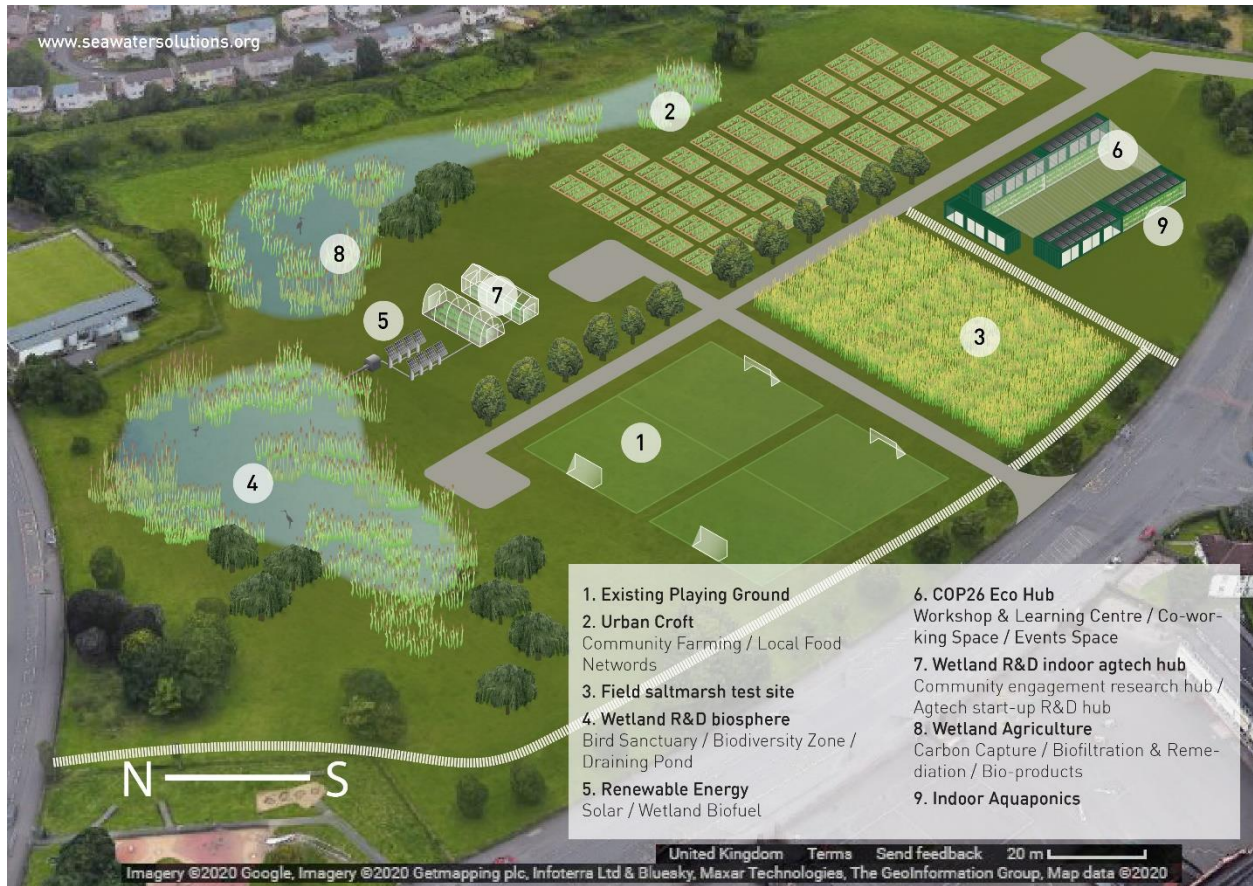 www.seawatersolutions.org
2
6
8
9
7
5
3
1
4
1. Existing Playing Ground
2. Urban Croft
Community Farming / Local Food
Networds
3. Field saltmarsh test site
4. Wetland R&D biosphere
Bird Sanctuary / Biodiversity Zone /
Draining Pond
5. Renewable Energy
Solar / Wetland Biofuel
6. COP26 Eco Hub
Workshop & Learning Centre / Co-wor-
king Space / Events Space
7. Wetland R&D indoor agtech hub
Community engagement research hub /
Agtech start-up R&D hub
8. Wetland Agriculture
Carbon Capture / Biofiltration & Reme-
diation / Bio-products
9. Indoor Aquaponics
N S
United Kingdom Terms Send feedback 20 m
Imagery ©2020 Google, Imagery ©2020 Getmapping plc, Infoterra Ltd & Bluesky, Maxar Technologies, The GeoInformation Group, Map data ©2020